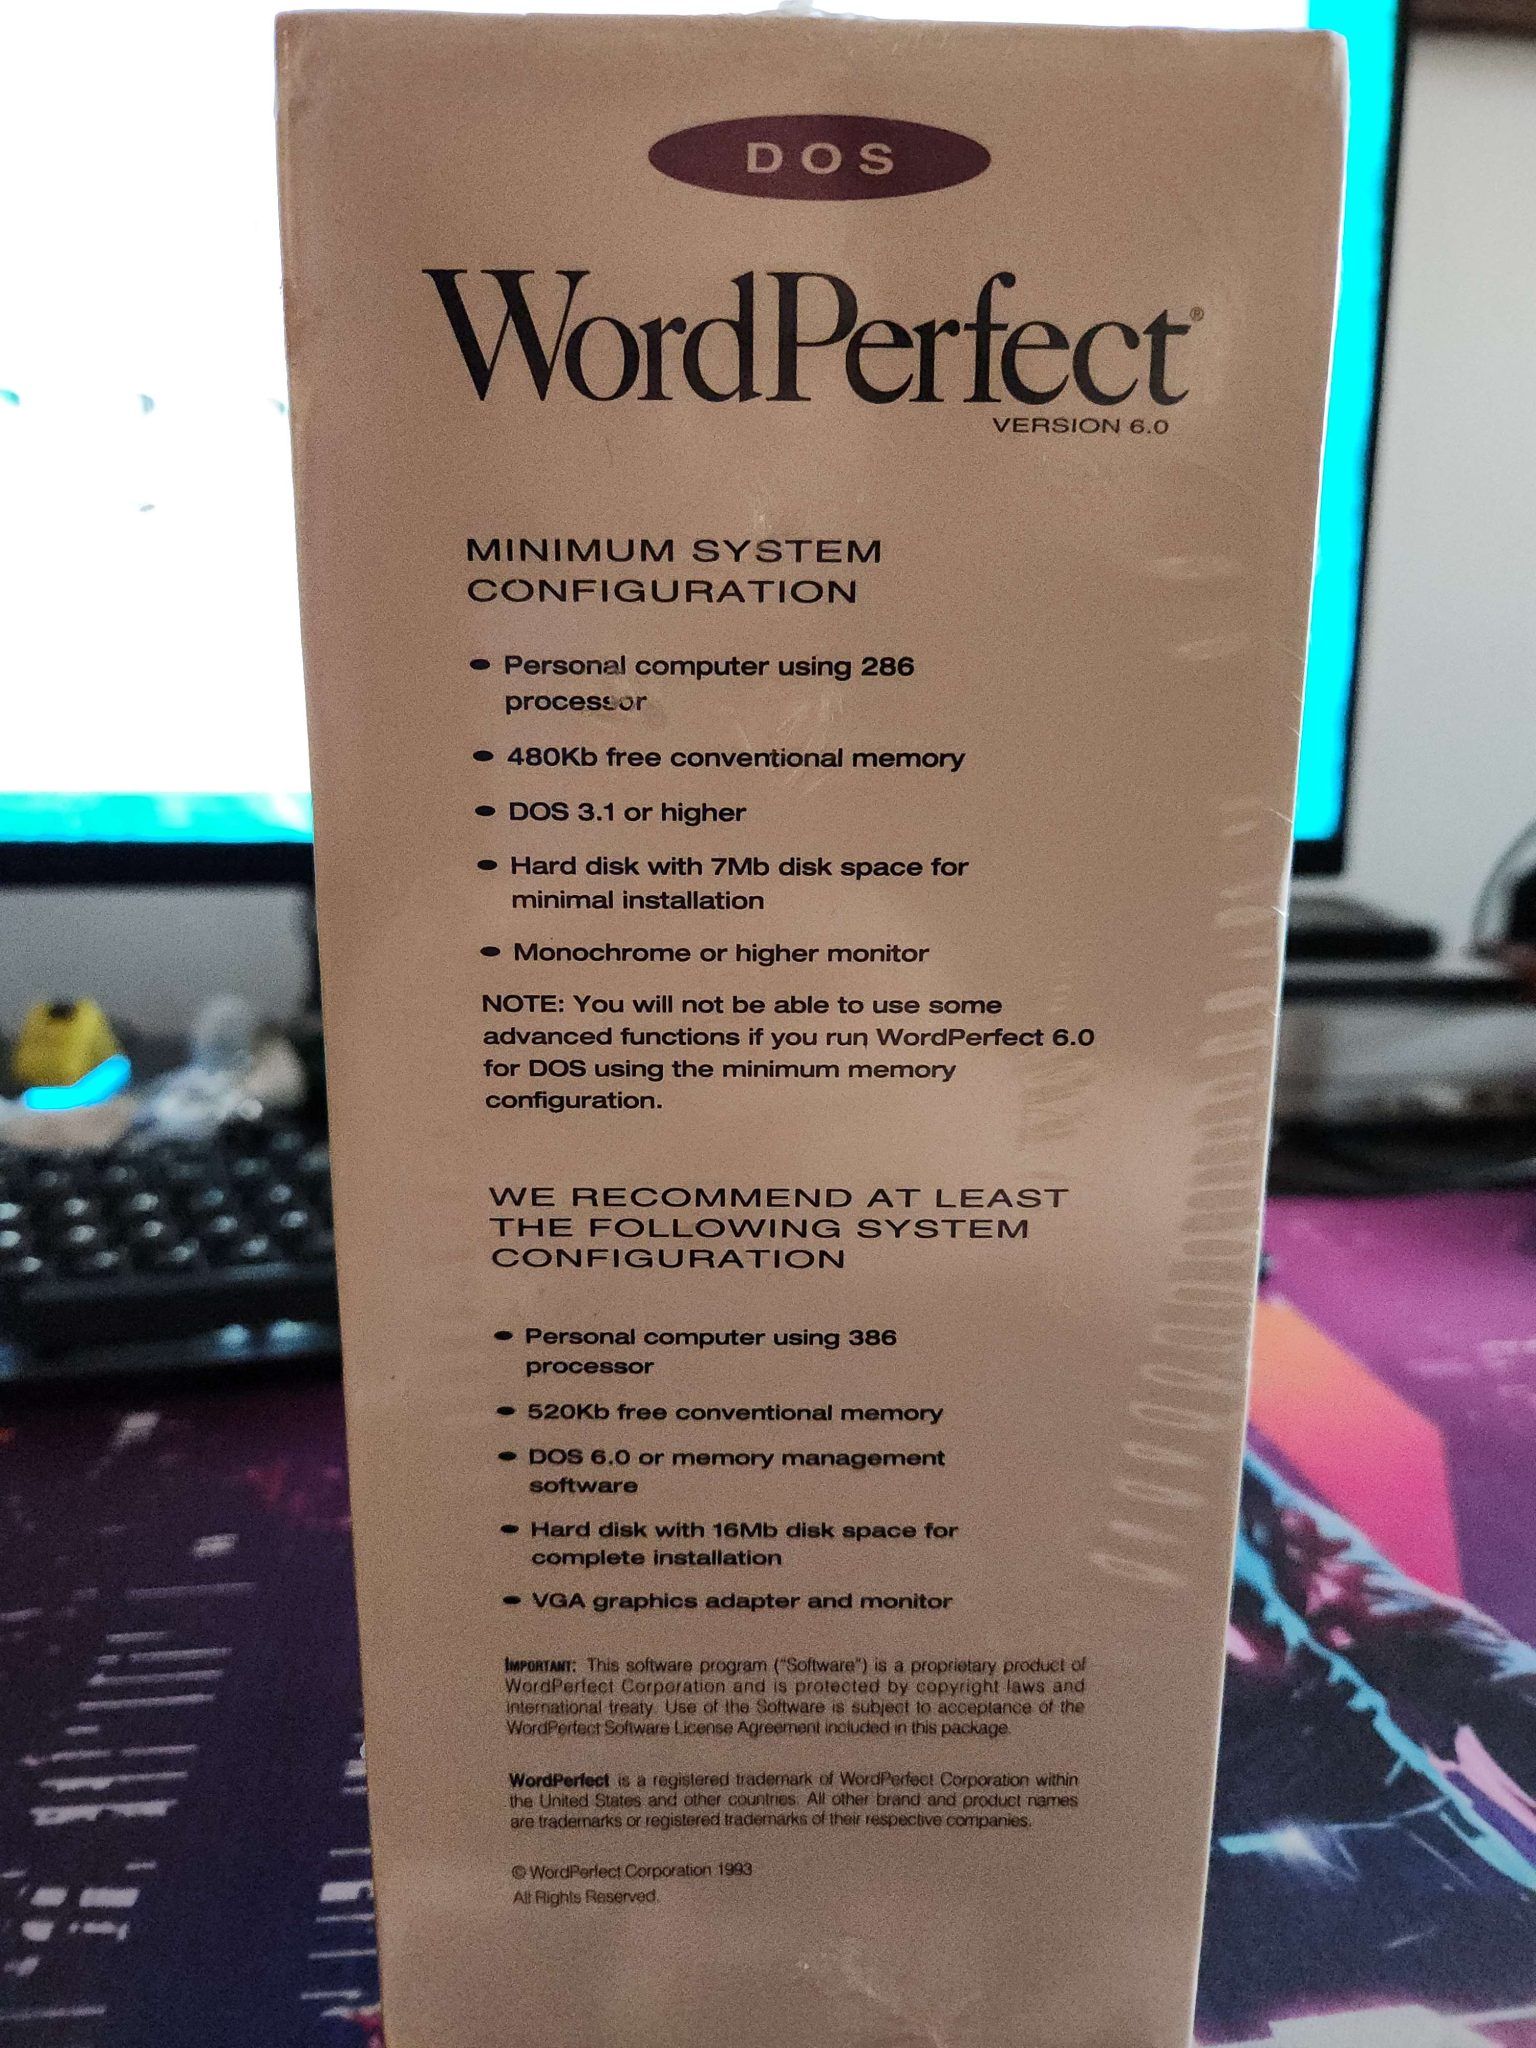 DOS
WordPerfect®
VERSION 6.0
MINIMUM SYSTEM
CONFIGURATION
• Personal computer using 286
processor
• 480Kb free conventional memory
• DOS 3.1 or higher
• Hard disk with 7Mb disk space for
minimal installation
• Monochrome or higher monitor
NOTE: You will not be able to use some
advanced functions if you run WordPerfect 6.0
for DOS using the minimum memory
configuration.
WE RECOMMEND AT LEAST
THE FOLLOWING SYSTEM
CONFIGURATION
• Personal computer using 386
processor
• 520Kb free conventional memory
• DOS 6.0 or memory management
software
• Hard disk with 16Mb disk space for
complete installation
• VGA graphics adapter and monitor
IMPORTANT: This software program ("Software") is a proprietary product of
WordPerfect Corporation and is protected by copyright laws and
international treaty. Use of the Software is subject to acceptance of the
WordPerfect Software License Agreement included in this package.
WordPerfect is a registered trademark of WordPerfect Corporation within
the United States and other countries. All other brand and product names
are trademarks or registered trademarks of their respective companies.
© WordPerfect Corporation 1993
All Rights Reserved.